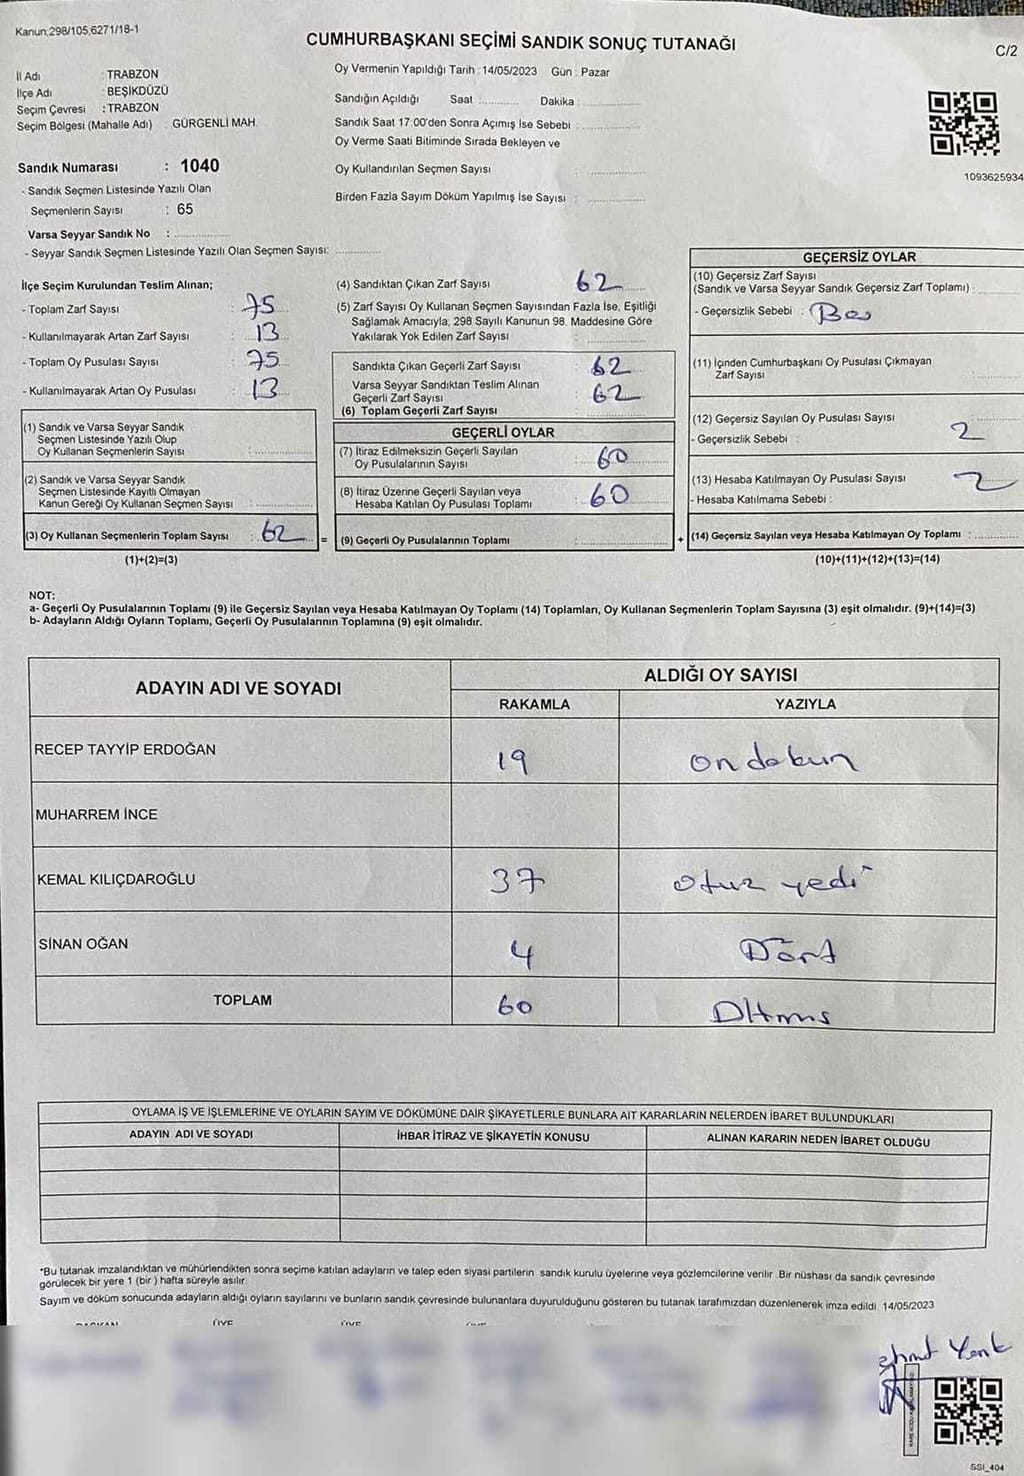 Kanun;298/105,6271/18-1
CUMHURBAŞKANI SEÇİMİ SANDIK SONUÇ TUTANAĞI
C/2
İl Adı : TRABZON
İlçe Adı : BEŞİKDÜZÜ
Seçim Çevresi : TRABZON
Seçim Bölgesi (Mahalle Adı) : GÜRGENLİ MAH.
Oy Vermenin Yapıldığı Tarih : 14/05/2023 Gün : Pazar
Sandığın Açıldığı Saat :............ Dakika :................
Sandık Saat 17:00'den Sonra Açımış İse Sebebi :................
Oy Verme Saati Bitiminde Sırada Bekleyen ve
Oy Kullandırılan Seçmen Sayısı :................
Birden Fazla Sayım Döküm Yapılmış İse Sayısı :................
1093625934
Sandık Numarası : 1040
- Sandık Seçmen Listesinde Yazılı Olan
Seçmenlerin Sayısı : 65
Varsa Seyyar Sandık No :................
- Seyyar Sandık Seçmen Listesinde Yazılı Olan Seçmen Sayısı:............
İlçe Seçim Kurulundan Teslim Alınan;
- Toplam Zarf Sayısı : 75
- Kullanılmayarak Artan Zarf Sayısı : 13
- Toplam Oy Pusulası Sayısı : 75
- Kullanılmayarak Artan Oy Pusulası : 13
(1) Sandık ve Varsa Seyyar Sandık
Seçmen Listesinde Yazılı Olup
Oy Kullanan Seçmenlerin Sayısı :................
(2) Sandık ve Varsa Seyyar Sandık
Seçmen Listesinde Kayıtlı Olmayan
Kanun Gereği Oy Kullanan Seçmen Sayısı :................
(3) Oy Kullanan Seçmenlerin Toplam Sayısı : 62 =
(1)+(2)=(3)
(4) Sandıktan Çıkan Zarf Sayısı : 62
(5) Zarf Sayısı Oy Kullanan Seçmen Sayısından Fazla İse, Eşitliği
Sağlamak Amacıyla; 298 Sayılı Kanunun 98. Maddesine Göre
Yakılarak Yok Edilen Zarf Sayısı :................
Sandıkta Çıkan Geçerli Zarf Sayısı : 62
Varsa Seyyar Sandıktan Teslim Alınan
Geçerli Zarf Sayısı : 62
(6) Toplam Geçerli Zarf Sayısı :................
GEÇERLİ OYLAR
(7) İtiraz Edilmeksizin Geçerli Sayılan
Oy Pusulalarının Sayısı : 60
(8) İtiraz Üzerine Geçerli Sayılan veya
Hesaba Katılan Oy Pusulası Toplamı : 60
(9) Geçerli Oy Pusulalarının Toplamı :................ +
GEÇERSİZ OYLAR
(10) Geçersiz Zarf Sayısı
(Sandık ve Varsa Seyyar Sandık Geçersiz Zarf Toplamı) :
- Geçersizlik Sebebi :
(11) İçinden Cumhurbaşkanı Oy Pusulası Çıkmayan
Zarf Sayısı :............
(12) Geçersiz Sayılan Oy Pusulası Sayısı :............
- Geçersizlik Sebebi : 2
(13) Hesaba Katılmayan Oy Pusulası Sayısı : 2
- Hesaba Katılmama Sebebi :
(14) Geçersiz Sayılan veya Hesaba Katılmayan Oy Toplamı :............
(10)+(11)+(12)+(13)=(14)
NOT:
a- Geçerli Oy Pusulalarının Toplamı (9) ile Geçersiz Sayılan veya Hesaba Katılmayan Oy Toplamı (14) Toplamları, Oy Kullanan Seçmenlerin Toplam Sayısına (3) eşit olmalıdır. (9)+(14)=(3)
b- Adayların Aldığı Oyların Toplamı, Geçerli Oy Pusulalarının Toplamına (9) eşit olmalıdır.
ADAYIN ADI VE SOYADI
ALDIĞI OY SAYISI
RAKAMLA YAZIYLA
RECEP TAYYİP ERDOĞAN 19 on dokuz
MUHARREM İNCE
KEMAL KILIÇDAROĞLU 37 otuz yedi
SİNAN OĞAN 4 Dört
TOPLAM 60
OYLAMA İŞ VE İŞLEMLERİNE VE OYLARIN SAYIM VE DÖKÜMÜNE DAİR ŞİKAYETLERLE BUNLARA AİT KARARLARIN NELERDEN İBARET BULUNDUKLARI
ADAYIN ADI VE SOYADI İHBAR İTİRAZ VE ŞİKAYETİN KONUSU ALINAN KARARIN NEDEN İBARET OLDUĞU
*Bu tutanak imzalandıktan ve mühürlendikten sonra seçime katılan adayların ve talep eden siyasi partilerin sandık kurulu üyelerine veya gözlemcilerine verilir. Bir nüshası da sandık çevresinde
görülecek bir yere 1 (bir ) hafta süreyle asılır.
Sayım ve döküm sonucunda adayların aldığı oyların sayılarını ve bunların sandık çevresinde bulunanlara duyurulduğunu gösteren bu tutanak tarafımızdan düzenlenerek imza edildi. 14/05/2023
BAŞKAN ÜYE ÜYE
SSI_404